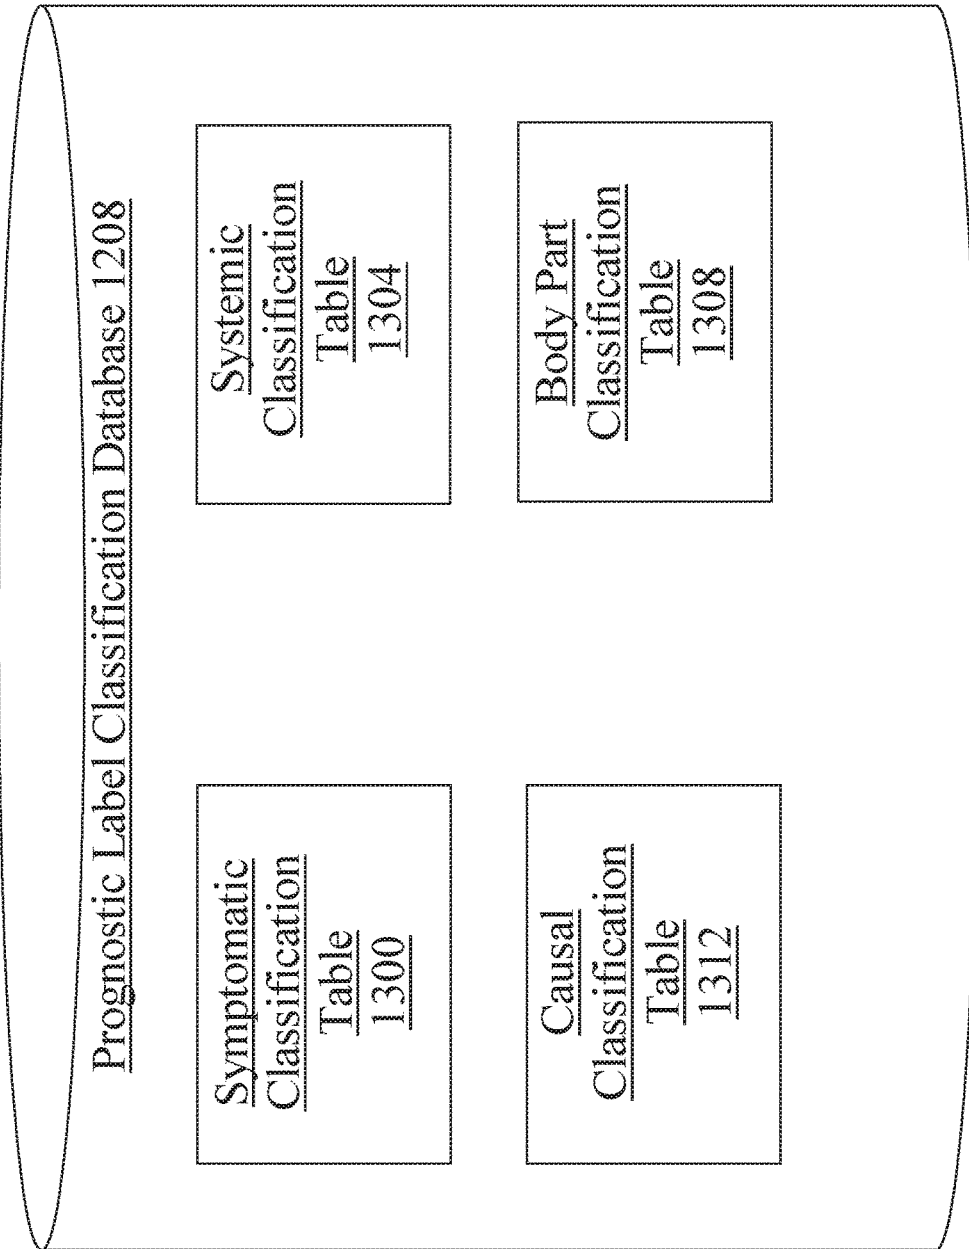 Prognostic Label Classification Database 1208
Symptomatic
Classification
Table
1300
Systemic
Classification
Table
1304
Causal
Classification
Table
1312
Body Part
Classification
Table
1308